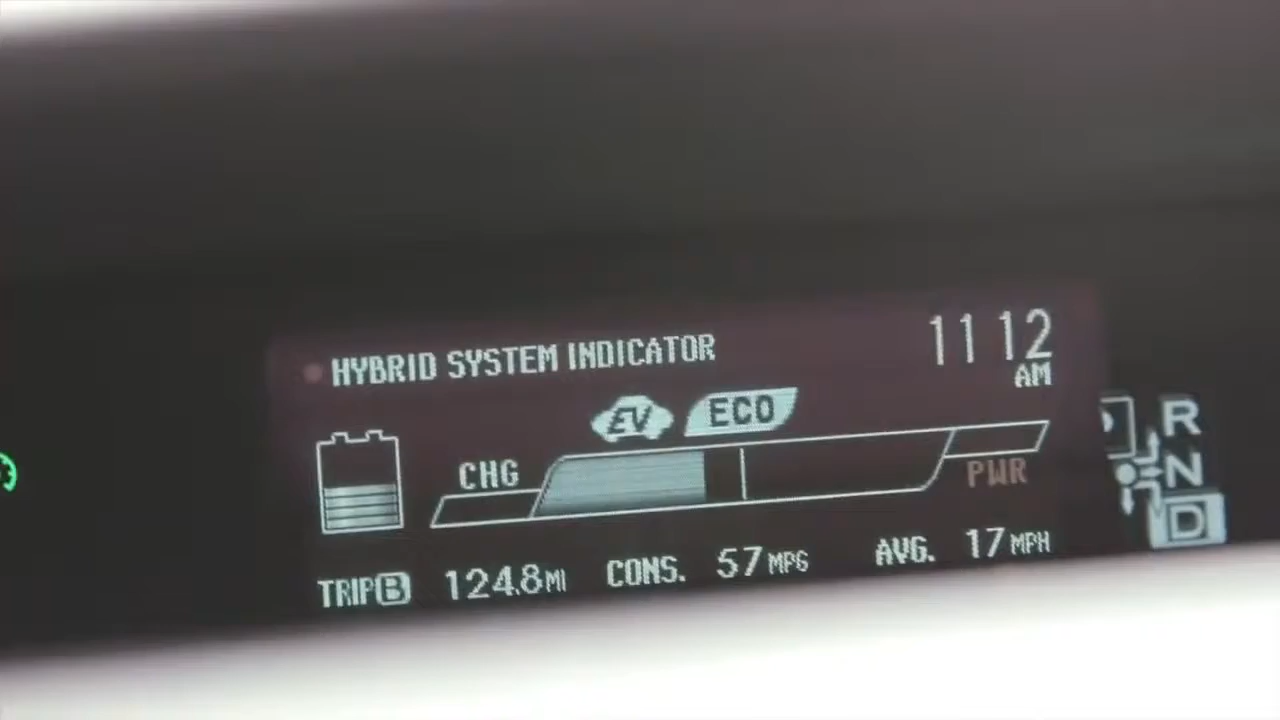 HYBRID SYSTEM INDICATOR
11 12
AM
EV ECO
CHG
PWR
TRIP B 124.8 MI CONS. 57 MPG AVG. 17 MPH
R
N
D